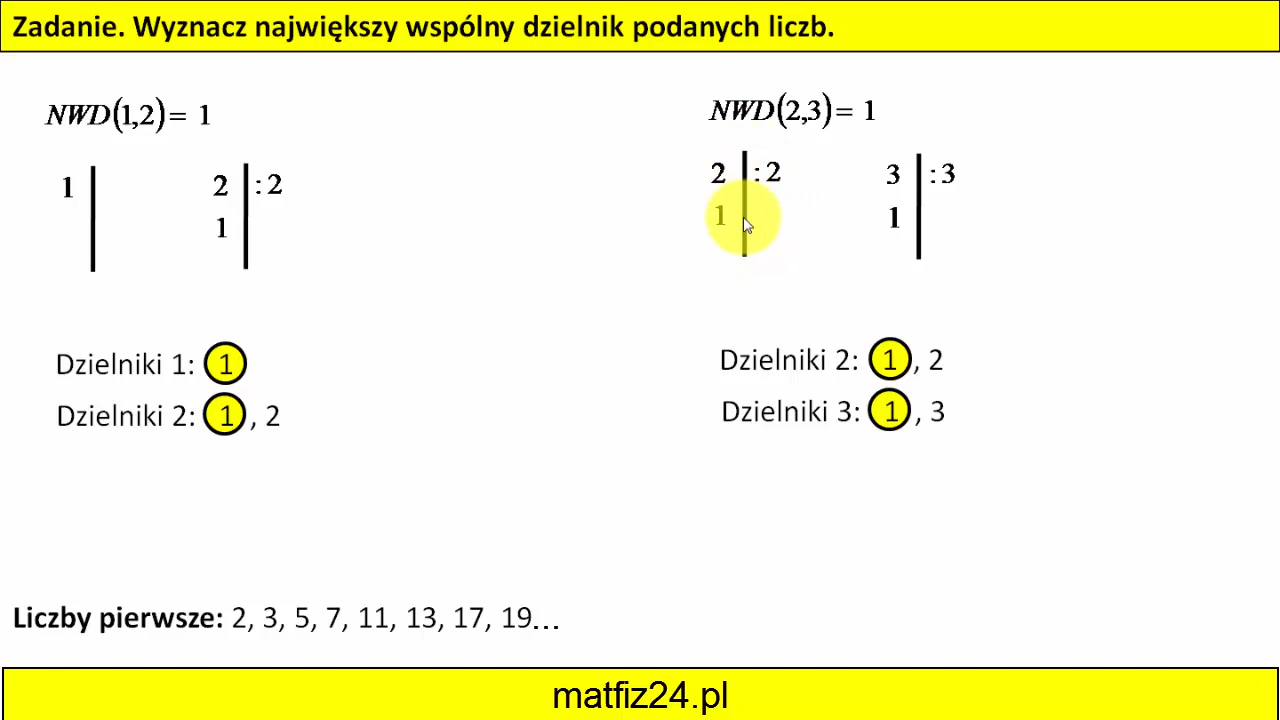 Zadanie. Wyznacz największy wspólny dzielnik podanych liczb.
NWD(1,2)= 1
1
2 :2
1
Dzielniki 1: 1
Dzielniki 2: 1 , 2
NWD(2,3)= 1
2 :2
1
3 :3
1
Dzielniki 2: 1 , 2
Dzielniki 3: 1 , 3
Liczby pierwsze: 2, 3, 5, 7, 11, 13, 17, 19…
matfiz24.pl